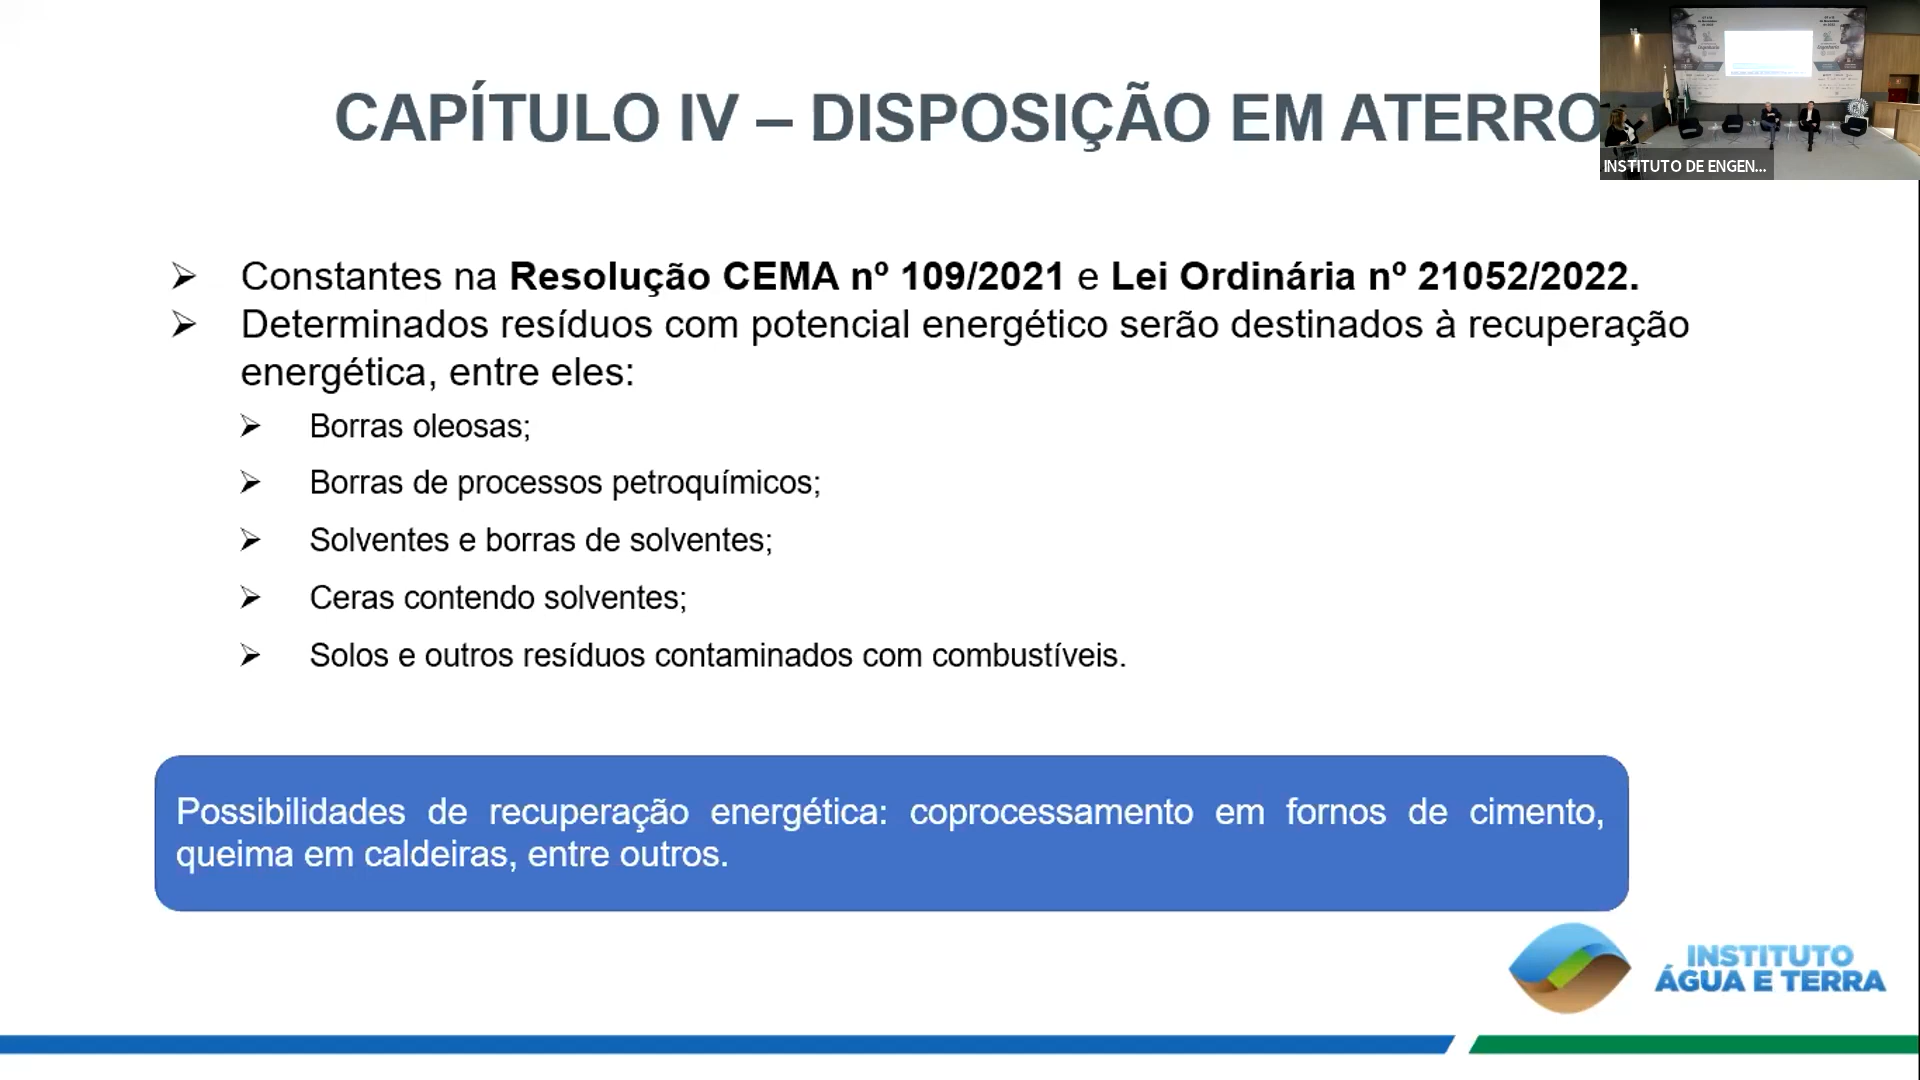 CAPÍTULO IV – DISPOSIÇÃO EM ATERRO
INSTITUTO DE ENGEN...
➢ Constantes na Resolução CEMA nº 109/2021 e Lei Ordinária nº 21052/2022.
➢ Determinados resíduos com potencial energético serão destinados à recuperação
energética, entre eles:
➢ Borras oleosas;
➢ Borras de processos petroquímicos;
➢ Solventes e borras de solventes;
➢ Ceras contendo solventes;
➢ Solos e outros resíduos contaminados com combustíveis.
Possibilidades de recuperação energética: coprocessamento em fornos de cimento,
queima em caldeiras, entre outros.
INSTITUTO
ÁGUA E TERRA